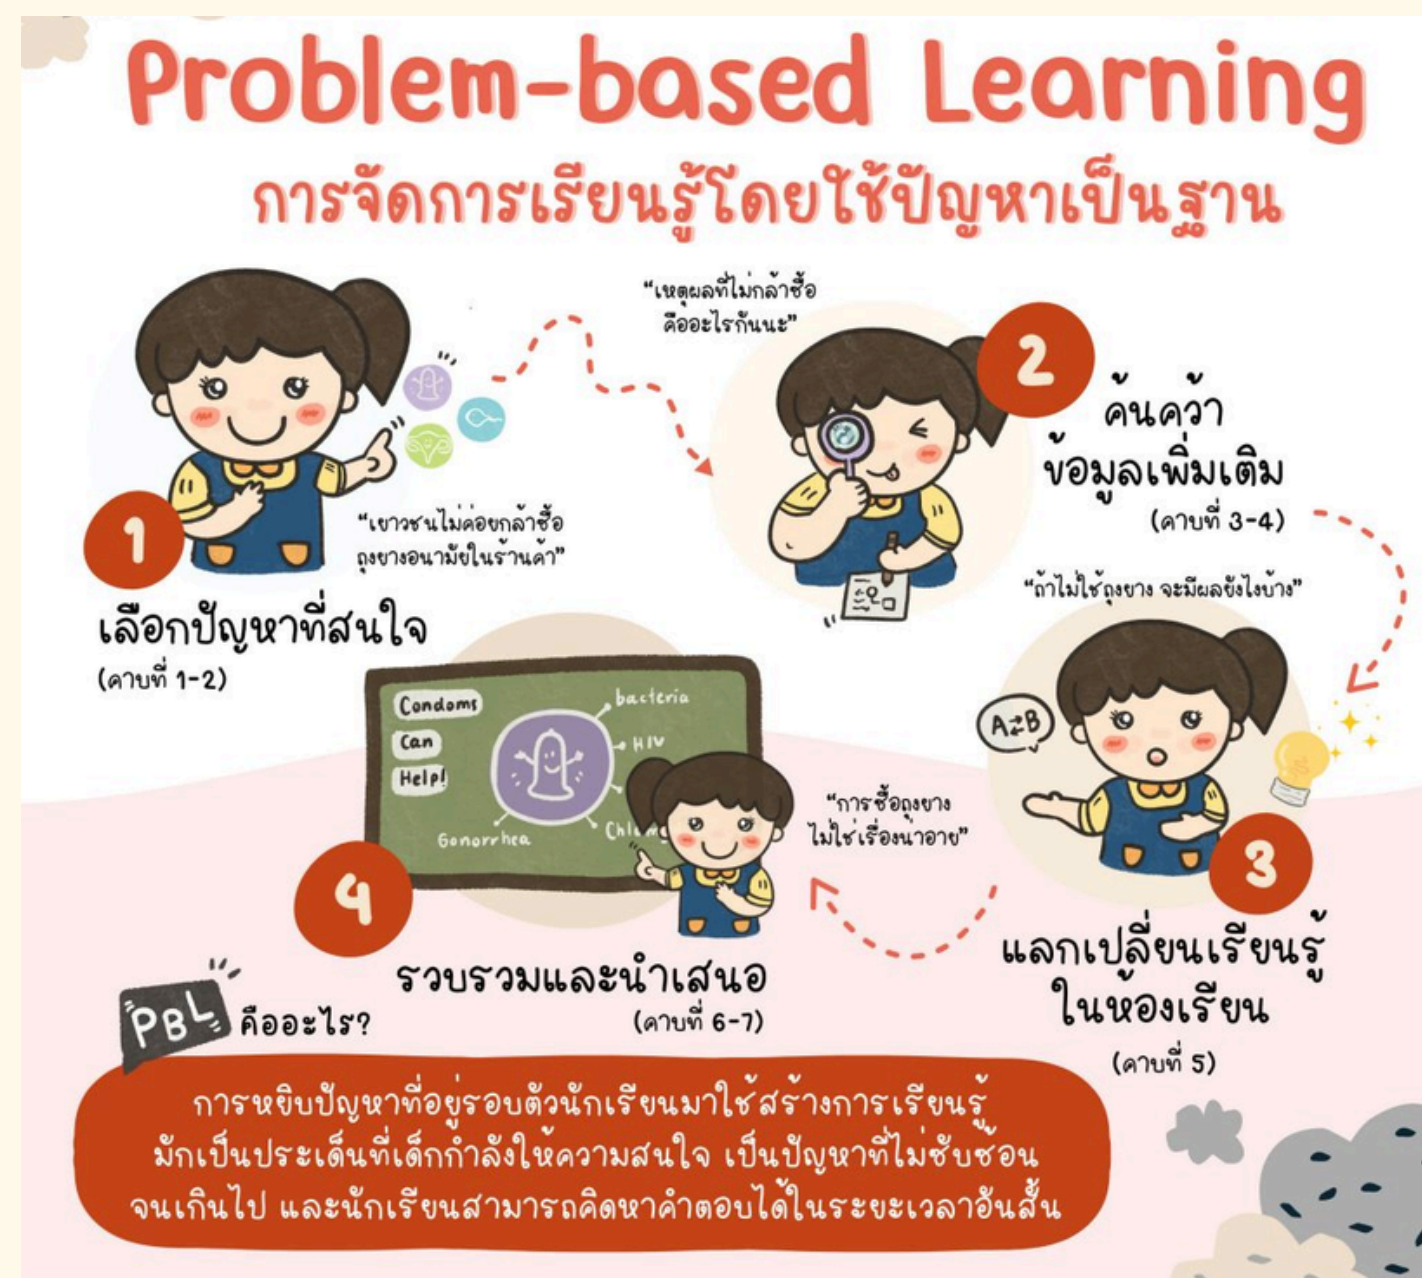 Problem-based Learning
การจัดการเรียนรู้โดยใช้ปัญหาเป็นฐาน
1
“เยาวชนไม่ค่อยกล้าซื้อ
ถุงยางอนามัยในร้านค้า”
เลือกปัญหาที่สนใจ
(คาบที่ 1-2)
“เหตุผลที่ไม่กล้าซื้อ
คืออะไรกันนะ”
2
ค้นคว้า
ข้อมูลเพิ่มเติม
(คาบที่ 3-4)
“ถ้าไม่ใช้ถุงยาง จะมีผลยังไงบ้าง”
A⇄B
3
แลกเปลี่ยนเรียนรู้
ในห้องเรียน
(คาบที่ 5)
“การซื้อถุงยาง
ไม่ใช่เรื่องน่าอาย”
Condoms
Can
Help!
bacteria
HIV
Gonorrhea
4
รวบรวมและนำเสนอ
(คาบที่ 6-7)
PBL คืออะไร?
การหยิบปัญหาที่อยู่รอบตัวนักเรียนมาใช้สร้างการเรียนรู้
มักเป็นประเด็นที่เด็กกำลังให้ความสนใจ เป็นปัญหาที่ไม่ซับซ้อน
จนเกินไป และนักเรียนสามารถคิดหาคำตอบได้ในระยะเวลาอันสั้น